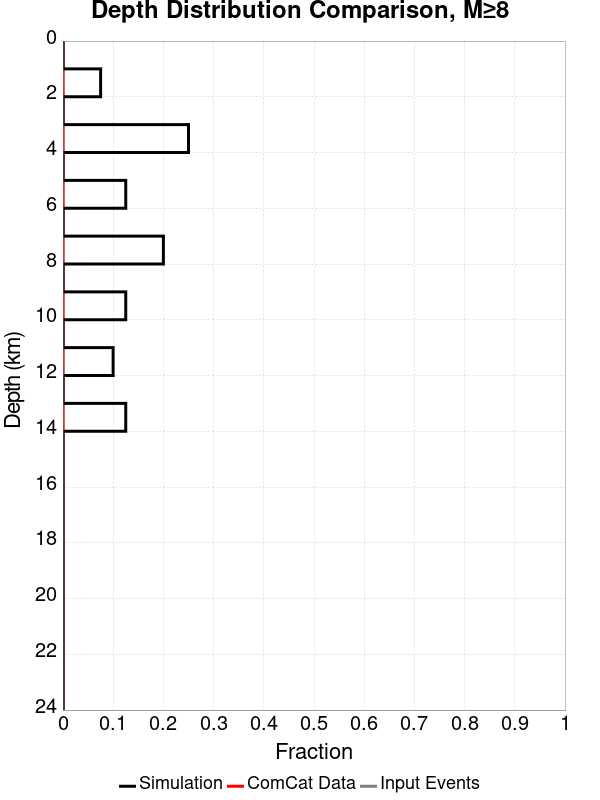 Depth Distribution Comparison, M≥8
0
2
4
6
8
10
12
14
16
18
20
22
24
Depth (km)
0 0.1 0.2 0.3 0.4 0.5 0.6 0.7 0.8 0.9 1
Fraction
Simulation ComCat Data Input Events